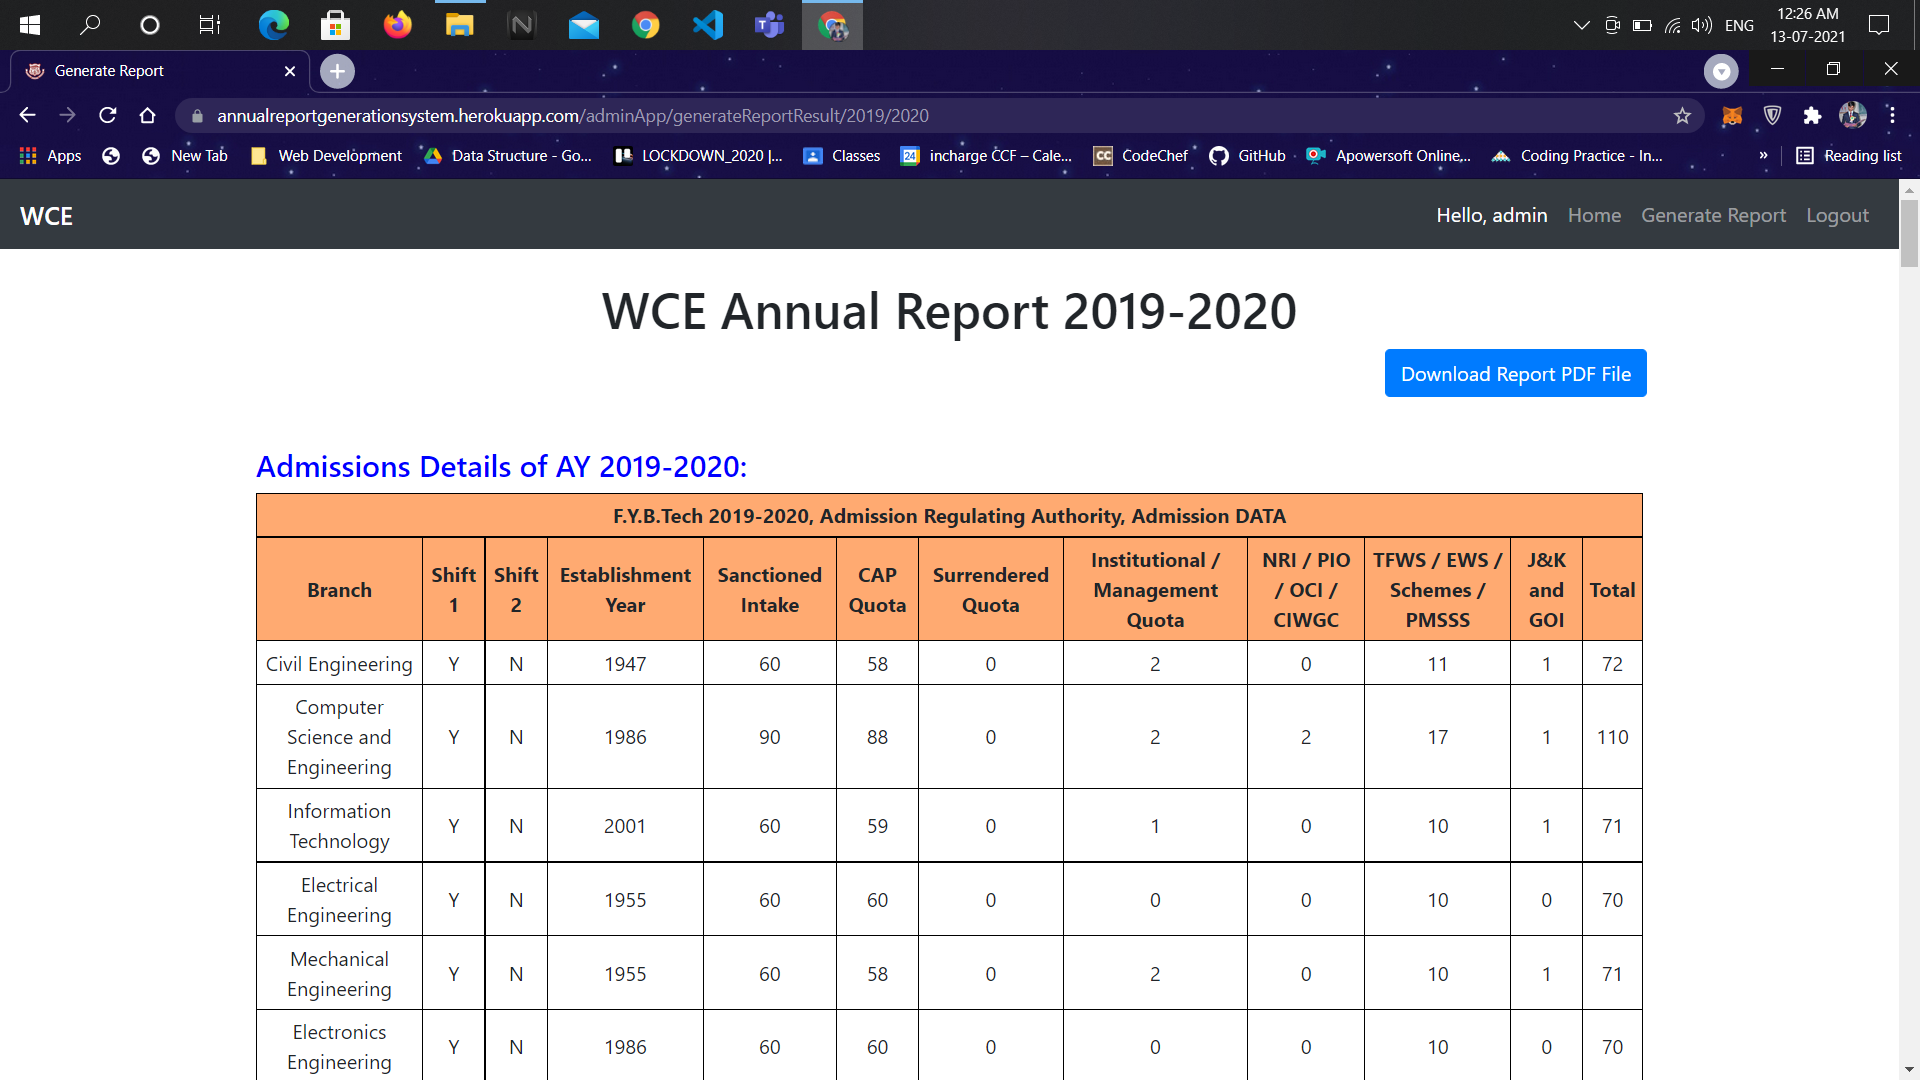 ENG
12:26 AM
13-07-2021
Generate Report
annualreportgenerationsystem.herokuapp.com/adminApp/generateReportResult/2019/2020
Apps New Tab Web Development Data Structure - Go... LOCKDOWN_2020 |... Classes 24 incharge CCF – Cale... CC CodeChef GitHub Apowersoft Online,... Coding Practice - In... » Reading list
WCE Hello, admin Home Generate Report Logout
WCE Annual Report 2019-2020
Download Report PDF File
Admissions Details of AY 2019-2020:
F.Y.B.Tech 2019-2020, Admission Regulating Authority, Admission DATA
Branch Shift 1 Shift 2 Establishment Year Sanctioned Intake CAP Quota Surrendered Quota Institutional / Management Quota NRI / PIO / OCI / CIWGC TFWS / EWS / Schemes / PMSSS J&K and GOI Total
Civil Engineering Y N 1947 60 58 0 2 0 11 1 72
Computer Science and Engineering Y N 1986 90 88 0 2 2 17 1 110
Information Technology Y N 2001 60 59 0 1 0 10 1 71
Electrical Engineering Y N 1955 60 60 0 0 0 10 0 70
Mechanical Engineering Y N 1955 60 58 0 2 0 10 1 71
Electronics Engineering Y N 1986 60 60 0 0 0 10 0 70